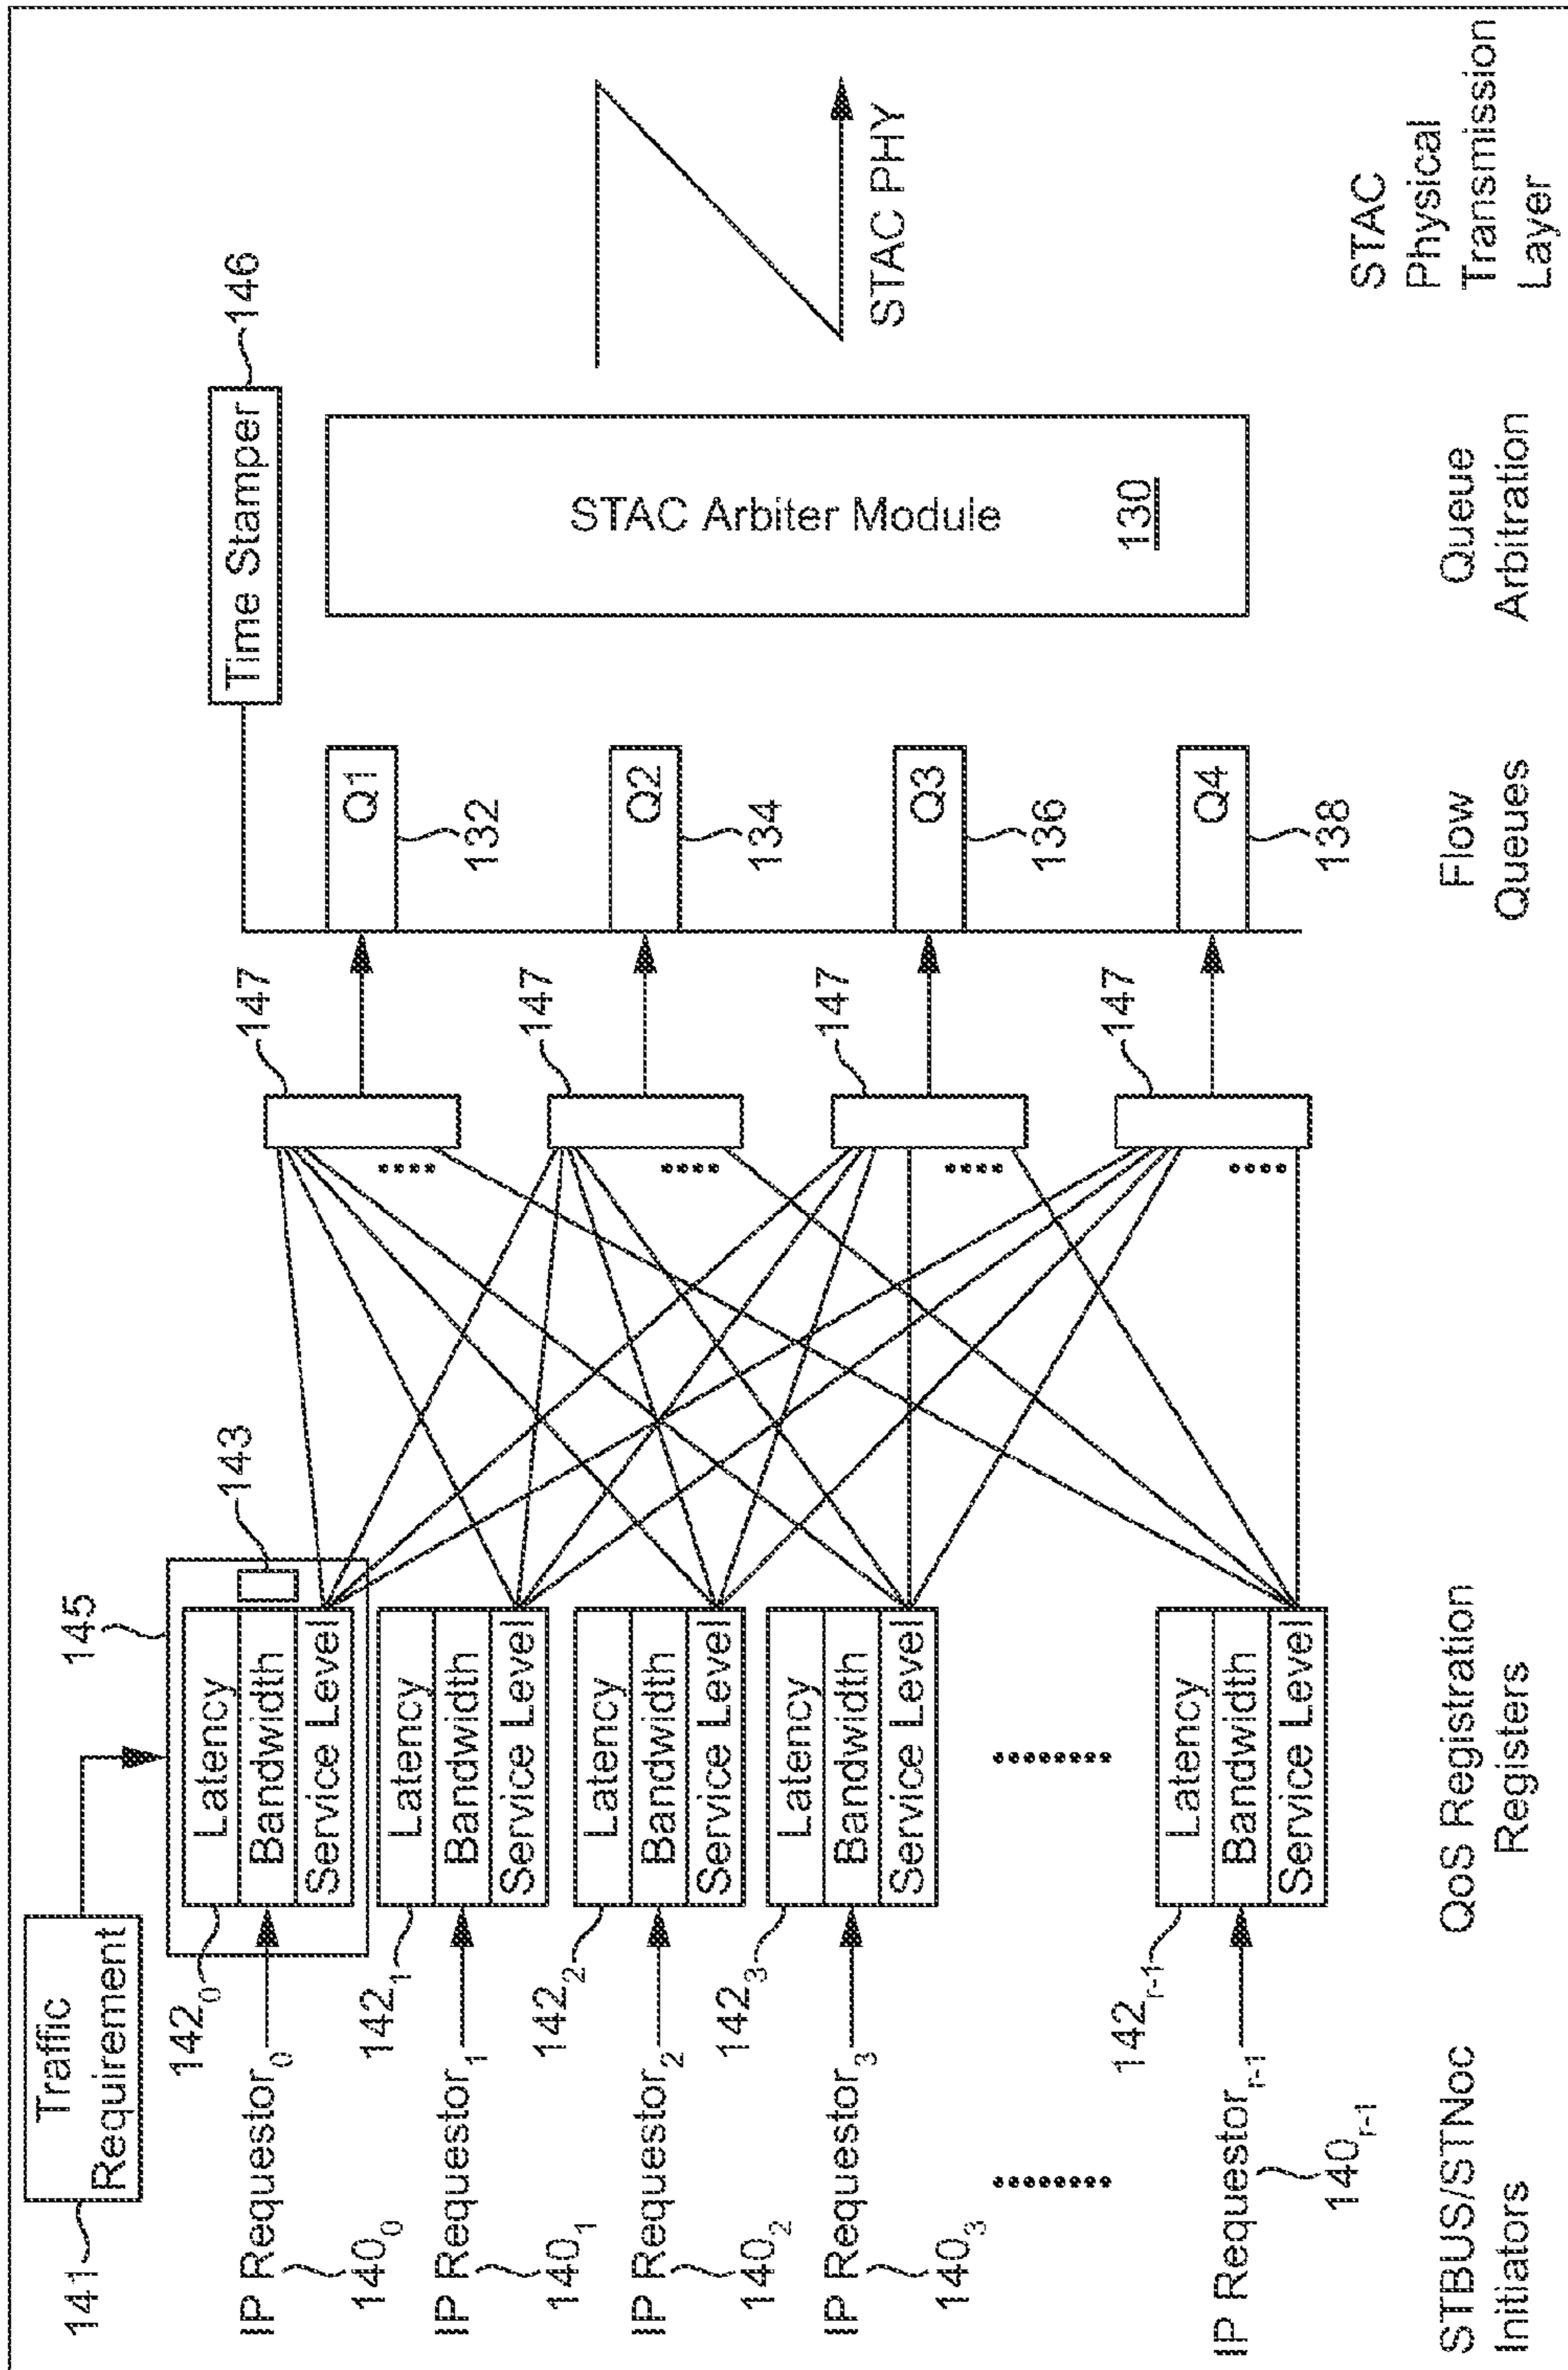 141
Traffic
Requirement
145
143
146
Time Stamper
IP Requestor0
1400
1420
Latency
Bandwidth
Service Level
147
Q1
132
IP Requestor1
1401
1421
Latency
Bandwidth
Service Level
147
Q2
134
IP Requestor2
1402
1422
Latency
Bandwidth
Service Level
147
Q3
136
IP Requestor3
1403
1423
Latency
Bandwidth
Service Level
147
Q4
138
IP Requestorr-1
140r-1
142r-1
Latency
Bandwidth
Service Level
STAC Arbiter Module
130
STAC PHY
STBUS/STNoc
Initiators
QoS Registration
Registers
Flow
Queues
Queue
Arbitration
STAC
Physical
Transmission
Layer